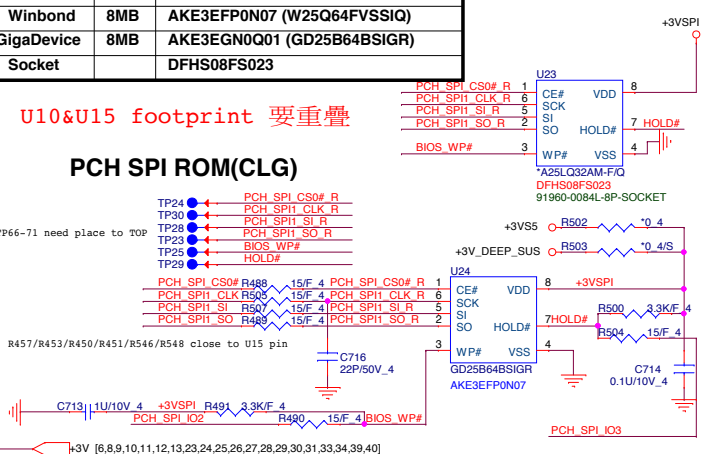 Winbond 8MB AKE3EFP0N07 (W25Q64FVSSIQ)
GigaDevice 8MB AKE3EGN0Q01 (GD25B64BSIGR)
Socket DFHS08FS023
U10&U15 footprint 要重疊
PCH SPI ROM(CLG)
+3VSPI
U23
PCH_SPI_CS0#_R 1 CE# VDD 8
PCH_SPI1_CLK_R 6 SCK
PCH_SPI1_SI_R 5 SI
PCH_SPI1_SO_R 2 SO HOLD# 7 HOLD#
BIOS_WP# 3 WP# VSS 4
*A25LQ32AM-F/Q
DFHS08FS023
91960-0084L-8P-SOCKET
TP24 PCH_SPI_CS0#_R
TP30 PCH_SPI1_CLK_R
TP28 PCH_SPI1_SI_R
TP23 PCH_SPI1_SO_R
TP25 BIOS_WP#
TP29 HOLD#
TP66-71 need place to TOP
+3VS5 R502 *0_4
+3V_DEEP_SUS R503 *0_4/S
U24
PCH_SPI_CS0# R488 15/F_4 PCH_SPI_CS0#_R 1 CE# VDD 8 +3VSPI
PCH_SPI1_CLK R505 15/F_4 PCH_SPI1_CLK_R 6 SCK
PCH_SPI1_SI R507 15/F_4 PCH_SPI1_SI_R 5 SI
PCH_SPI1_SO R489 15/F_4 PCH_SPI1_SO_R 2 SO HOLD# 7 HOLD#
R500 3.3K/F_4
R504 15/F_4
3 WP# VSS 4
GD25B64BSIGR
AKE3EFP0N07
R457/R453/R450/R451/R546/R548 close to U15 pin
C716
22P/50V_4
C714
0.1U/10V_4
C713 1U/10V_4 +3VSPI R491 3.3K/F_4
PCH_SPI_IO2 R490 15/F_4 BIOS_WP#
PCH_SPI_IO3
+3V [6,8,9,10,11,12,13,23,24,25,26,27,28,29,30,31,33,34,39,40]